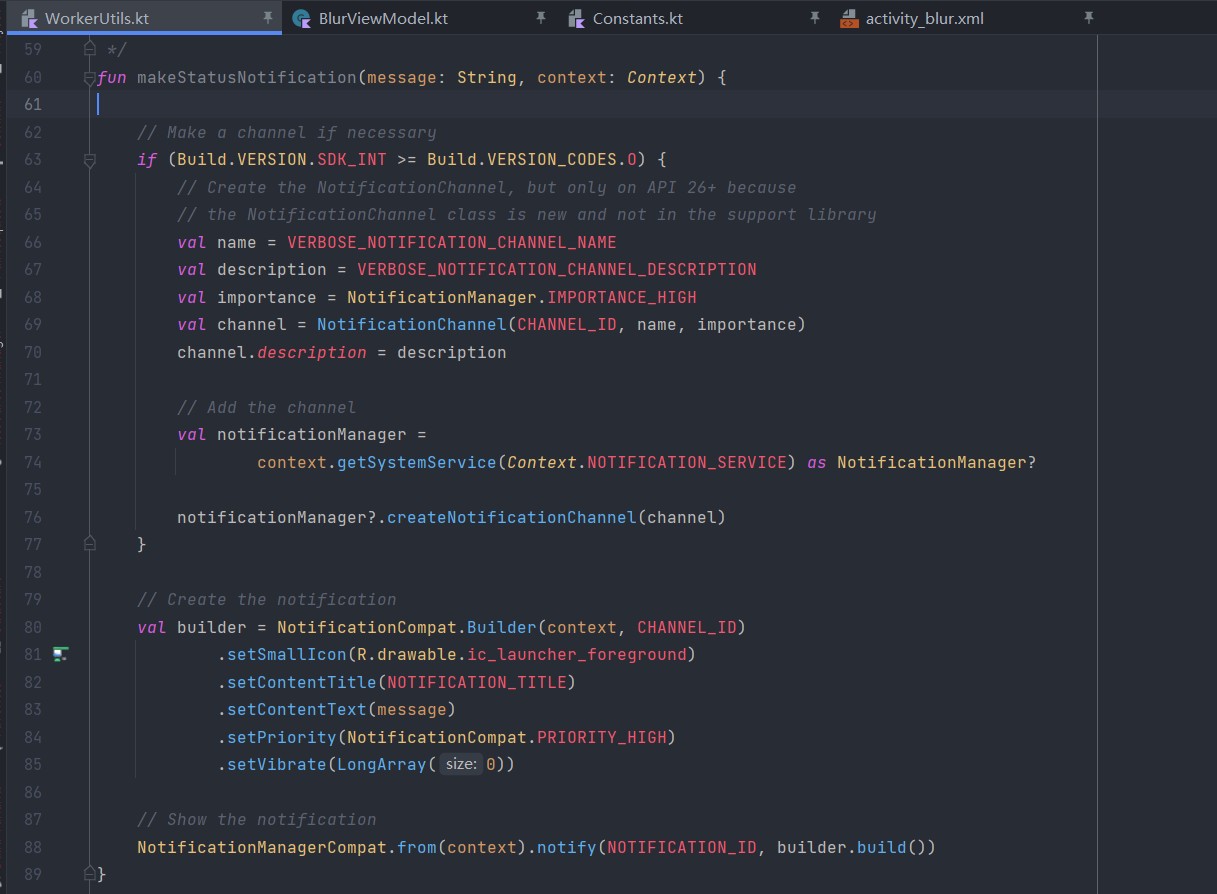 WorkerUtils.kt BlurViewModel.kt Constants.kt activity_blur.xml
59 */
60 fun makeStatusNotification(message: String, context: Context) {
61
62 // Make a channel if necessary
63 if (Build.VERSION.SDK_INT >= Build.VERSION_CODES.O) {
64 // Create the NotificationChannel, but only on API 26+ because
65 // the NotificationChannel class is new and not in the support library
66 val name = VERBOSE_NOTIFICATION_CHANNEL_NAME
67 val description = VERBOSE_NOTIFICATION_CHANNEL_DESCRIPTION
68 val importance = NotificationManager.IMPORTANCE_HIGH
69 val channel = NotificationChannel(CHANNEL_ID, name, importance)
70 channel.description = description
71
72 // Add the channel
73 val notificationManager =
74 context.getSystemService(Context.NOTIFICATION_SERVICE) as NotificationManager?
75
76 notificationManager?.createNotificationChannel(channel)
77 }
78
79 // Create the notification
80 val builder = NotificationCompat.Builder(context, CHANNEL_ID)
81 .setSmallIcon(R.drawable.ic_launcher_foreground)
82 .setContentTitle(NOTIFICATION_TITLE)
83 .setContentText(message)
84 .setPriority(NotificationCompat.PRIORITY_HIGH)
85 .setVibrate(LongArray( size: 0))
86
87 // Show the notification
88 NotificationManagerCompat.from(context).notify(NOTIFICATION_ID, builder.build())
89 }